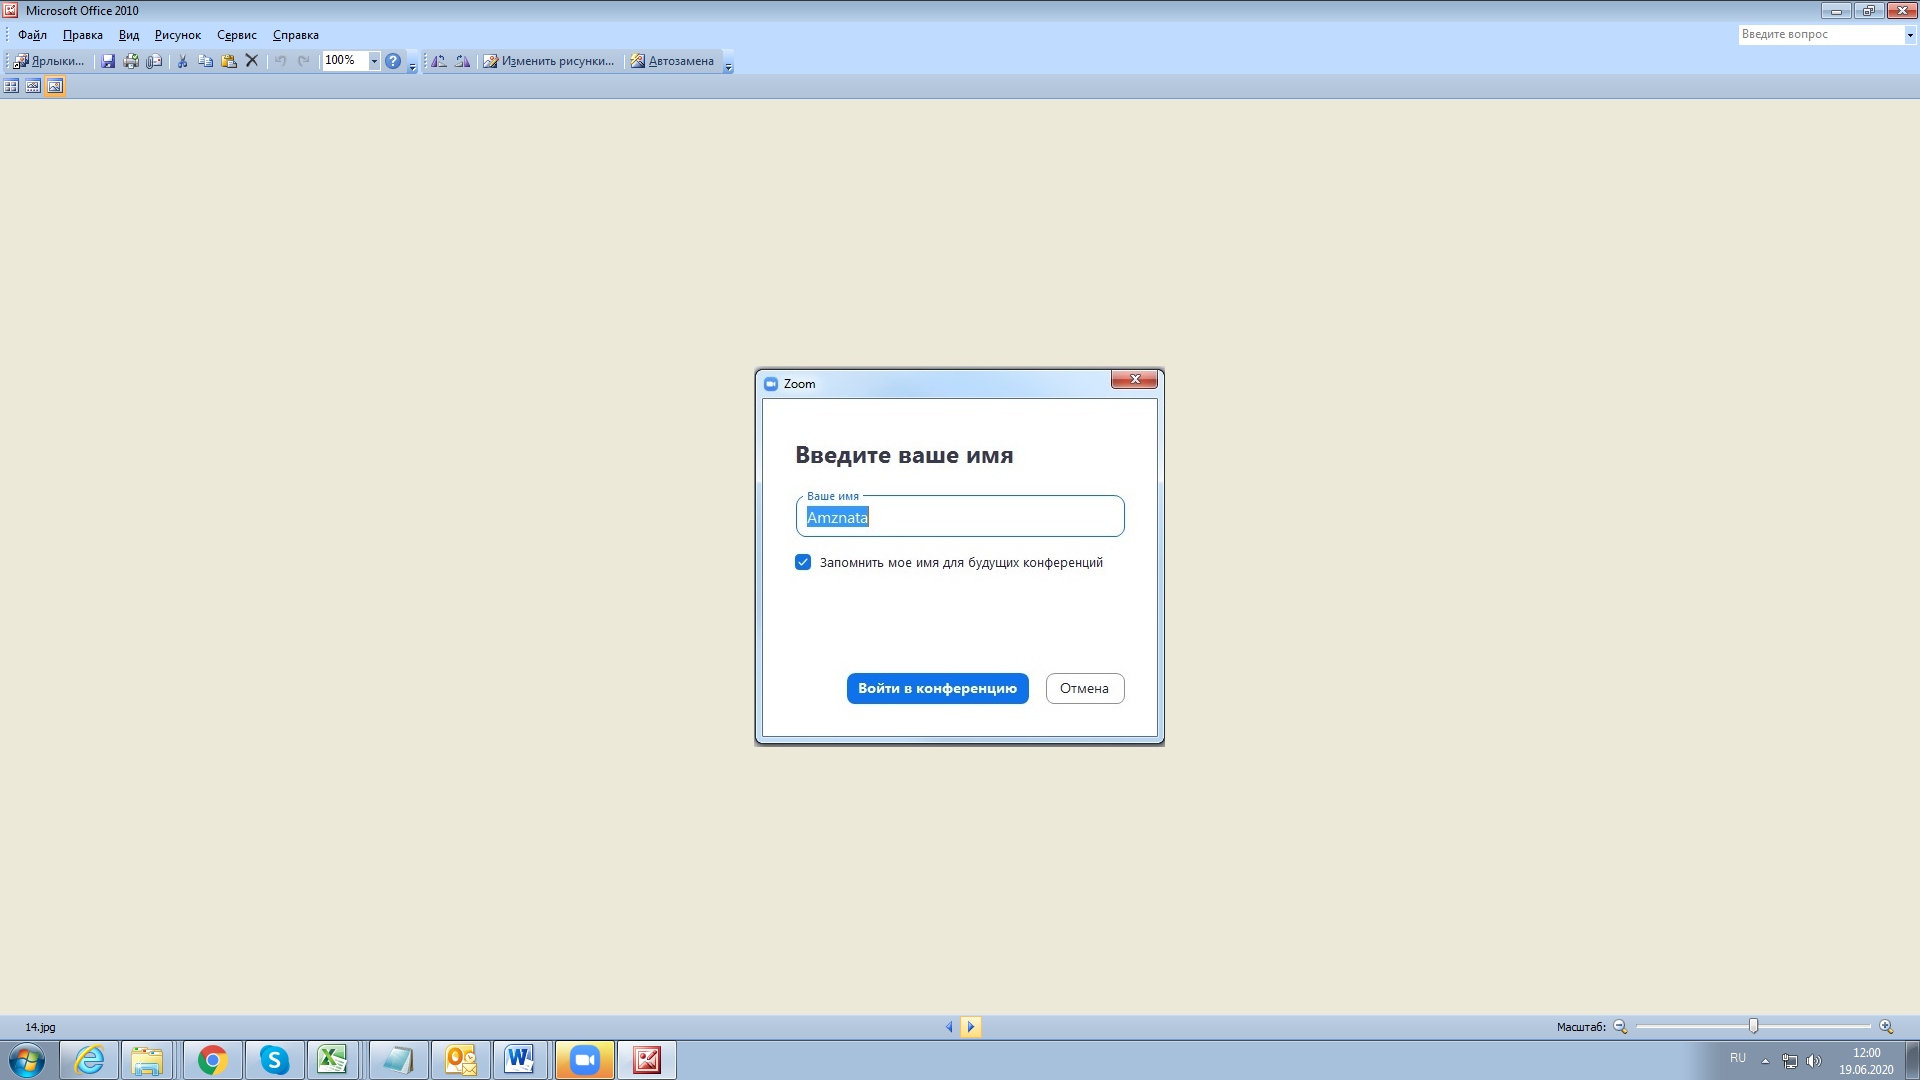 Microsoft Office 2010
Файл Правка Вид Рисунок Сервис Справка
Введите вопрос
Ярлыки... 100% Изменить рисунки... Автозамена
Zoom
Введите ваше имя
Ваше имя
Amznata
Запомнить мое имя для будущих конференций
Войти в конференцию Отмена
14.jpg
Масштаб:
RU
12:00
19.06.2020